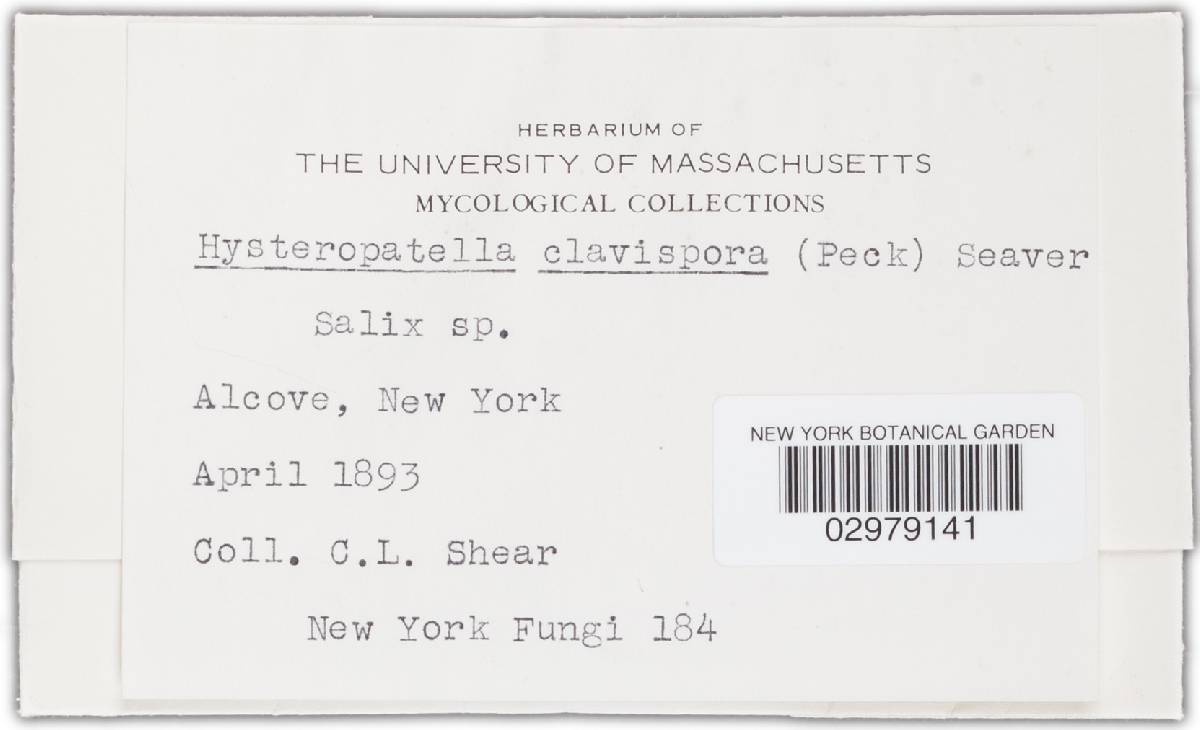 HERBARIUM OF
THE UNIVERSITY OF MASSACHUSETTS
MYCOLOGICAL COLLECTIONS
Hysteropatella clavispora (Peck) Seaver
Salix sp.
Alcove, New York
April 1893
Coll. C.L. Shear
New York Fungi 184
NEW YORK BOTANICAL GARDEN
02979141